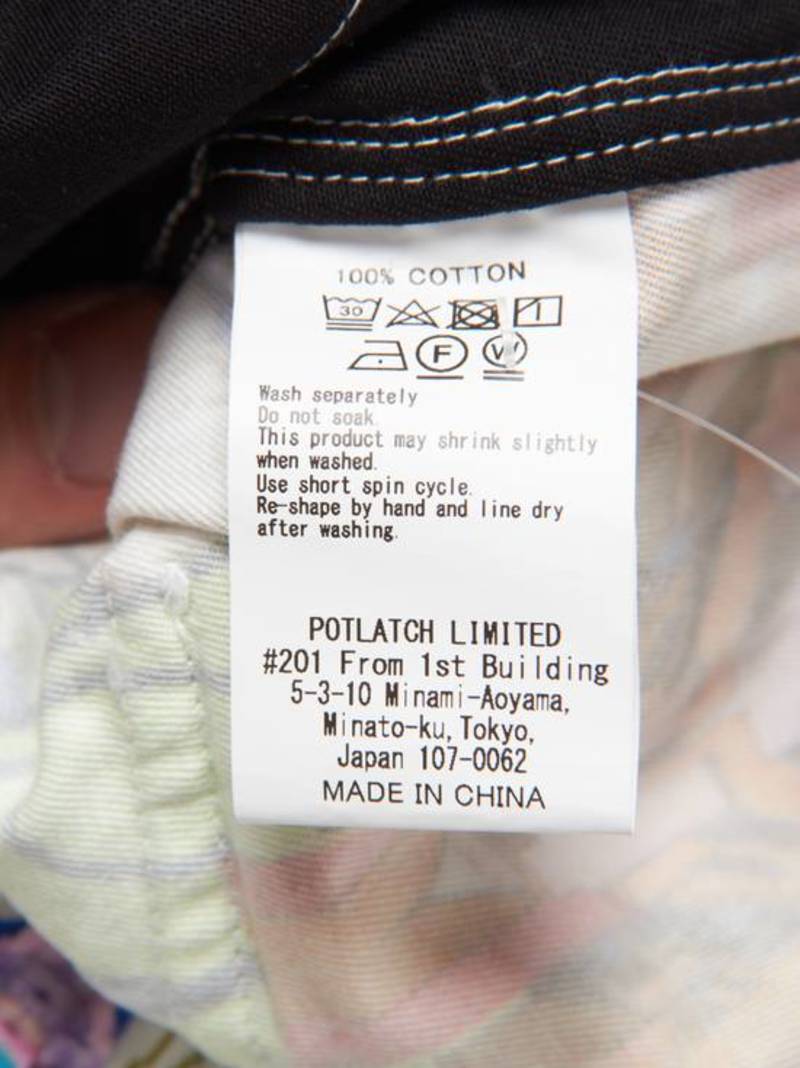 100% COTTON
30
F W
Wash separately
Do not soak.
This product may shrink slightly
when washed.
Use short spin cycle.
Re-shape by hand and line dry
after washing.
POTLATCH LIMITED
#201 From 1st Building
5-3-10 Minami-Aoyama,
Minato-ku, Tokyo,
Japan 107-0062
MADE IN CHINA